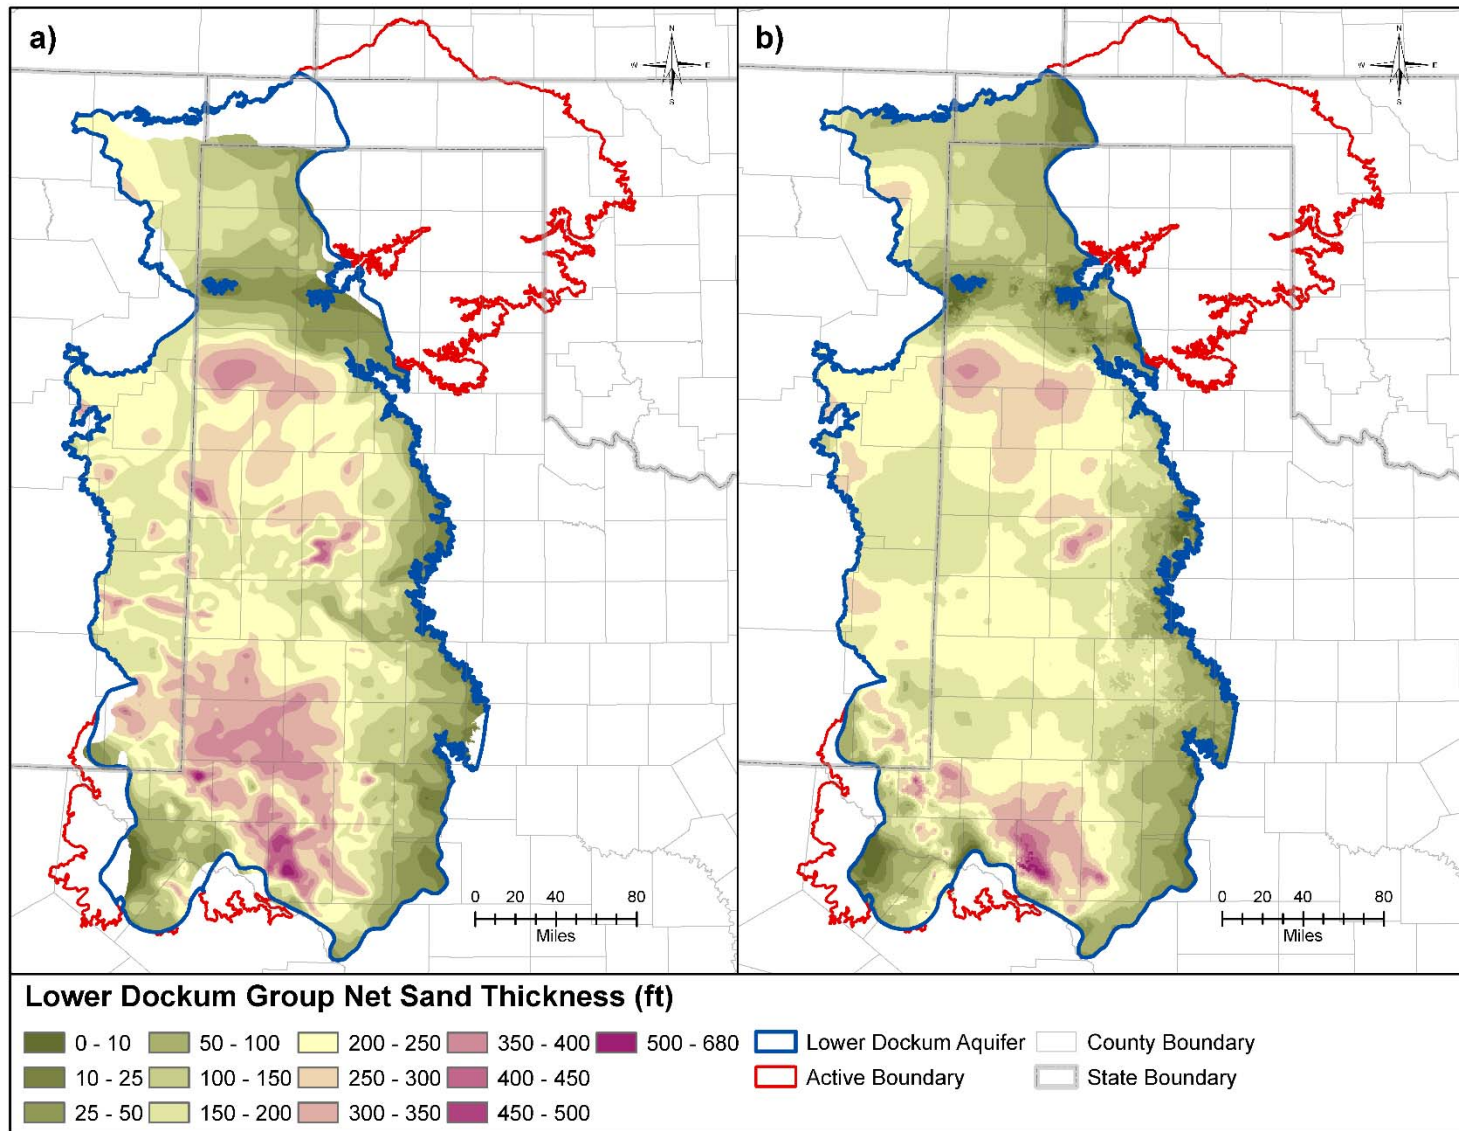 a)
N
W E
S
0 20 40 80
Miles
b)
N
W E
S
0 20 40 80
Miles
Lower Dockum Group Net Sand Thickness (ft)
0 - 10 50 - 100 200 - 250 350 - 400 500 - 680 Lower Dockum Aquifer County Boundary
10 - 25 100 - 150 250 - 300 400 - 450 Active Boundary State Boundary
25 - 50 150 - 200 300 - 350 450 - 500